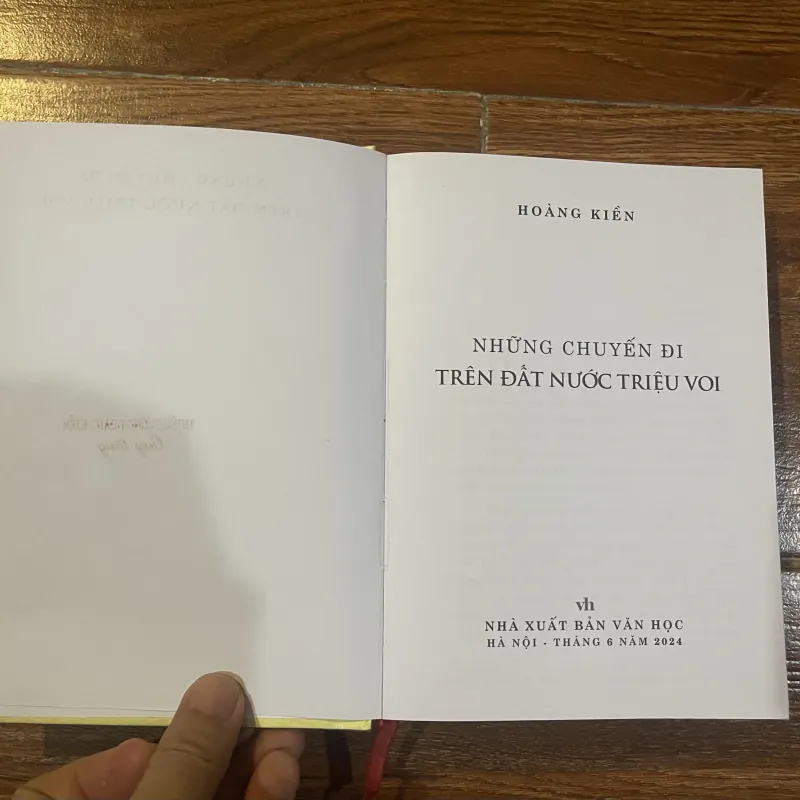 HOÀNG KIỀN
NHỮNG CHUYẾN ĐI
TRÊN ĐẤT NƯỚC TRIỆU VOI
vh
NHÀ XUẤT BẢN VĂN HỌC
HÀ NỘI - THÁNG 6 NĂM 2024